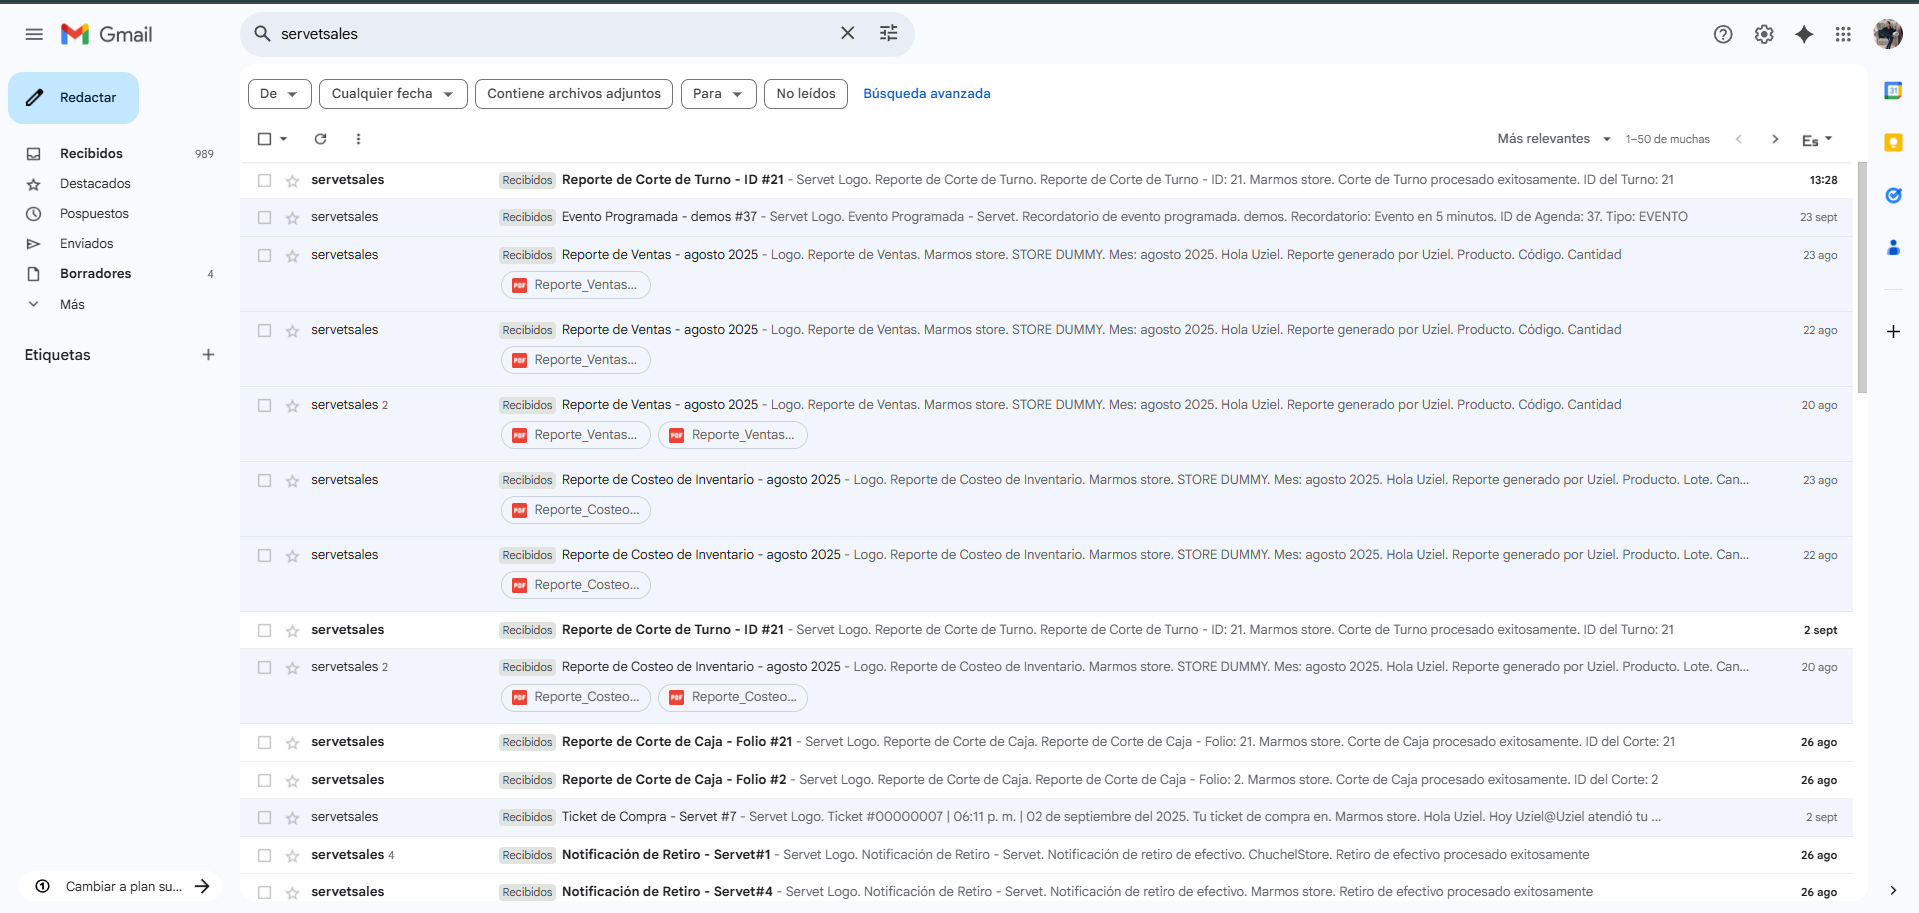 Gmail
servetsales
Redactar
Recibidos 989
Destacados
Pospuestos
Enviados
Borradores 4
Más
Etiquetas
Cambiar a plan su...
De
Cualquier fecha
Contiene archivos adjuntos
Para
No leídos
Búsqueda avanzada
Más relevantes
1–50 de muchas
Es
servetsales Recibidos Reporte de Corte de Turno - ID #21 - Servet Logo. Reporte de Corte de Turno. Reporte de Corte de Turno - ID: 21. Marmos store. Corte de Turno procesado exitosamente. ID del Turno: 21 13:28
servetsales Recibidos Evento Programada - demos #37 - Servet Logo. Evento Programada - Servet. Recordatorio de evento programada. demos. Recordatorio: Evento en 5 minutos. ID de Agenda: 37. Tipo: EVENTO 23 sept
servetsales Recibidos Reporte de Ventas - agosto 2025 - Logo. Reporte de Ventas. Marmos store. STORE DUMMY. Mes: agosto 2025. Hola Uziel. Reporte generado por Uziel. Producto. Código. Cantidad 23 ago
PDF Reporte_Ventas...
servetsales Recibidos Reporte de Ventas - agosto 2025 - Logo. Reporte de Ventas. Marmos store. STORE DUMMY. Mes: agosto 2025. Hola Uziel. Reporte generado por Uziel. Producto. Código. Cantidad 22 ago
PDF Reporte_Ventas...
servetsales 2 Recibidos Reporte de Ventas - agosto 2025 - Logo. Reporte de Ventas. Marmos store. STORE DUMMY. Mes: agosto 2025. Hola Uziel. Reporte generado por Uziel. Producto. Código. Cantidad 20 ago
PDF Reporte_Ventas... PDF Reporte_Ventas...
servetsales Recibidos Reporte de Costeo de Inventario - agosto 2025 - Logo. Reporte de Costeo de Inventario. Marmos store. STORE DUMMY. Mes: agosto 2025. Hola Uziel. Reporte generado por Uziel. Producto. Lote. Can... 23 ago
PDF Reporte_Costeo...
servetsales Recibidos Reporte de Costeo de Inventario - agosto 2025 - Logo. Reporte de Costeo de Inventario. Marmos store. STORE DUMMY. Mes: agosto 2025. Hola Uziel. Reporte generado por Uziel. Producto. Lote. Can... 22 ago
PDF Reporte_Costeo...
servetsales Recibidos Reporte de Corte de Turno - ID #21 - Servet Logo. Reporte de Corte de Turno. Reporte de Corte de Turno - ID: 21. Marmos store. Corte de Turno procesado exitosamente. ID del Turno: 21 2 sept
servetsales 2 Recibidos Reporte de Costeo de Inventario - agosto 2025 - Logo. Reporte de Costeo de Inventario. Marmos store. STORE DUMMY. Mes: agosto 2025. Hola Uziel. Reporte generado por Uziel. Producto. Lote. Can... 20 ago
PDF Reporte_Costeo... PDF Reporte_Costeo...
servetsales Recibidos Reporte de Corte de Caja - Folio #21 - Servet Logo. Reporte de Corte de Caja. Reporte de Corte de Caja - Folio: 21. Marmos store. Corte de Caja procesado exitosamente. ID del Corte: 21 26 ago
servetsales Recibidos Reporte de Corte de Caja - Folio #2 - Servet Logo. Reporte de Corte de Caja. Reporte de Corte de Caja - Folio: 2. Marmos store. Corte de Caja procesado exitosamente. ID del Corte: 2 26 ago
servetsales Recibidos Ticket de Compra - Servet #7 - Servet Logo. Ticket #00000007 | 06:11 p. m. | 02 de septiembre del 2025. Tu ticket de compra en. Marmos store. Hola Uziel. Hoy Uziel@Uziel atendió tu ... 2 sept
servetsales 4 Recibidos Notificación de Retiro - Servet#1 - Servet Logo. Notificación de Retiro - Servet. Notificación de retiro de efectivo. ChuchelStore. Retiro de efectivo procesado exitosamente 26 ago
servetsales Recibidos Notificación de Retiro - Servet#4 - Servet Logo. Notificación de Retiro - Servet. Notificación de retiro de efectivo. Marmos store. Retiro de efectivo procesado exitosamente 26 ago
31